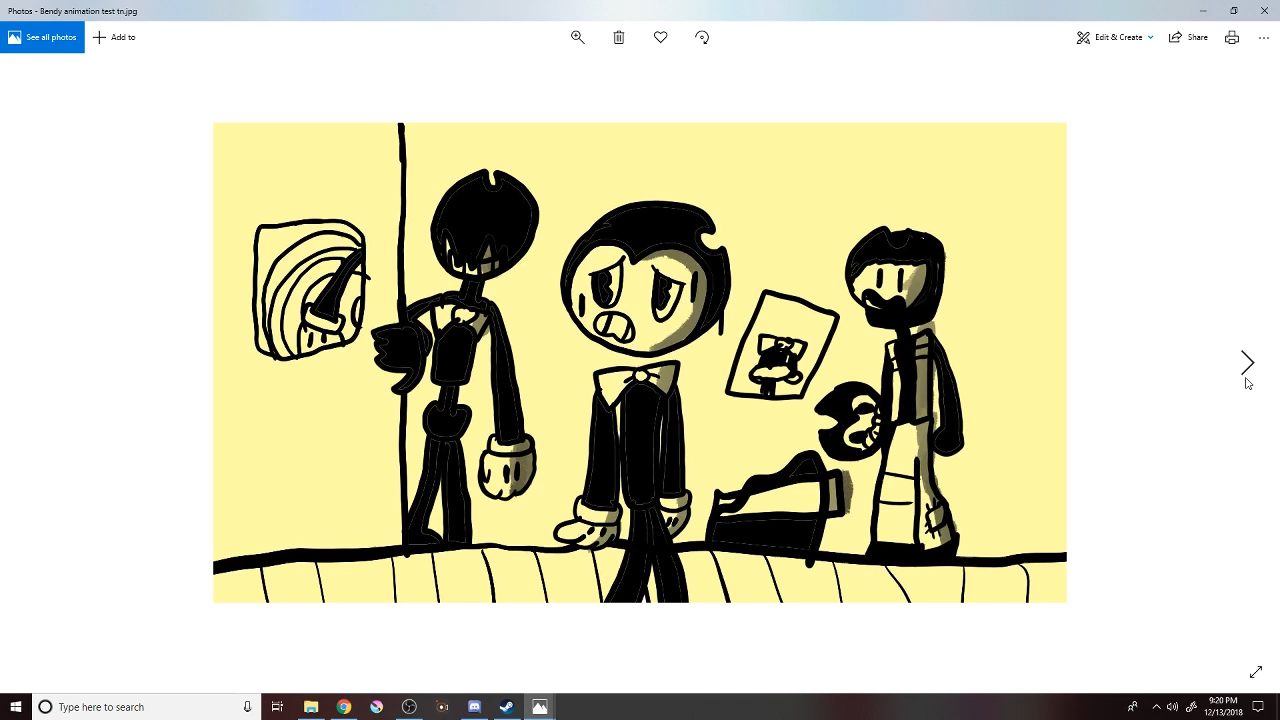 Photos - Bendy animation test tn.jpg
See all photos
Add to
Edit & Create
Share
Type here to search
9:20 PM
12/13/2018